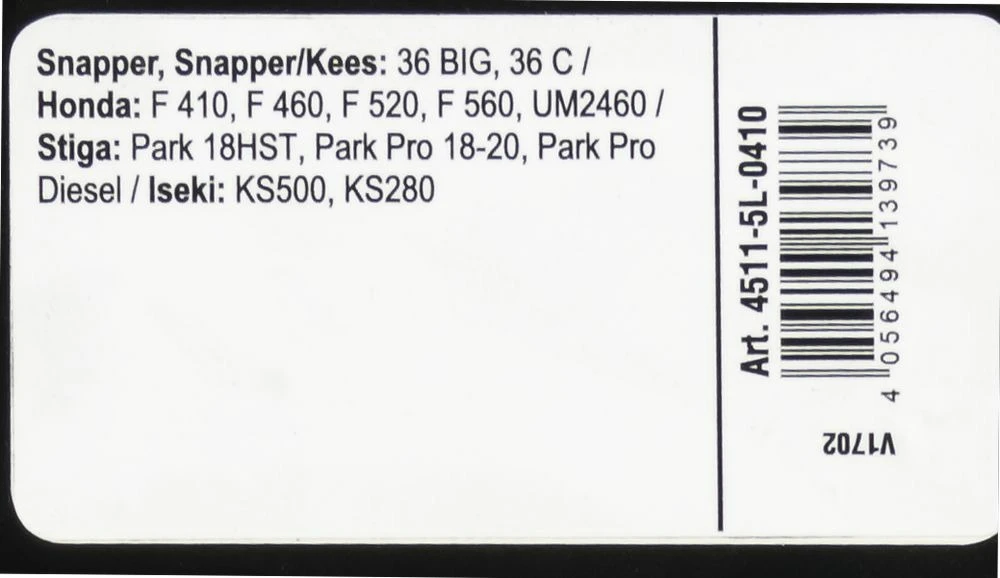 Snapper, Snapper/Kees: 36 BIG, 36 C /
Honda: F 410, F 460, F 520, F 560, UM2460 /
Stiga: Park 18HST, Park Pro 18-20, Park Pro
Diesel / Iseki: KS500, KS280
Art. 4511-5L-0410
4 056494 139739
V1702